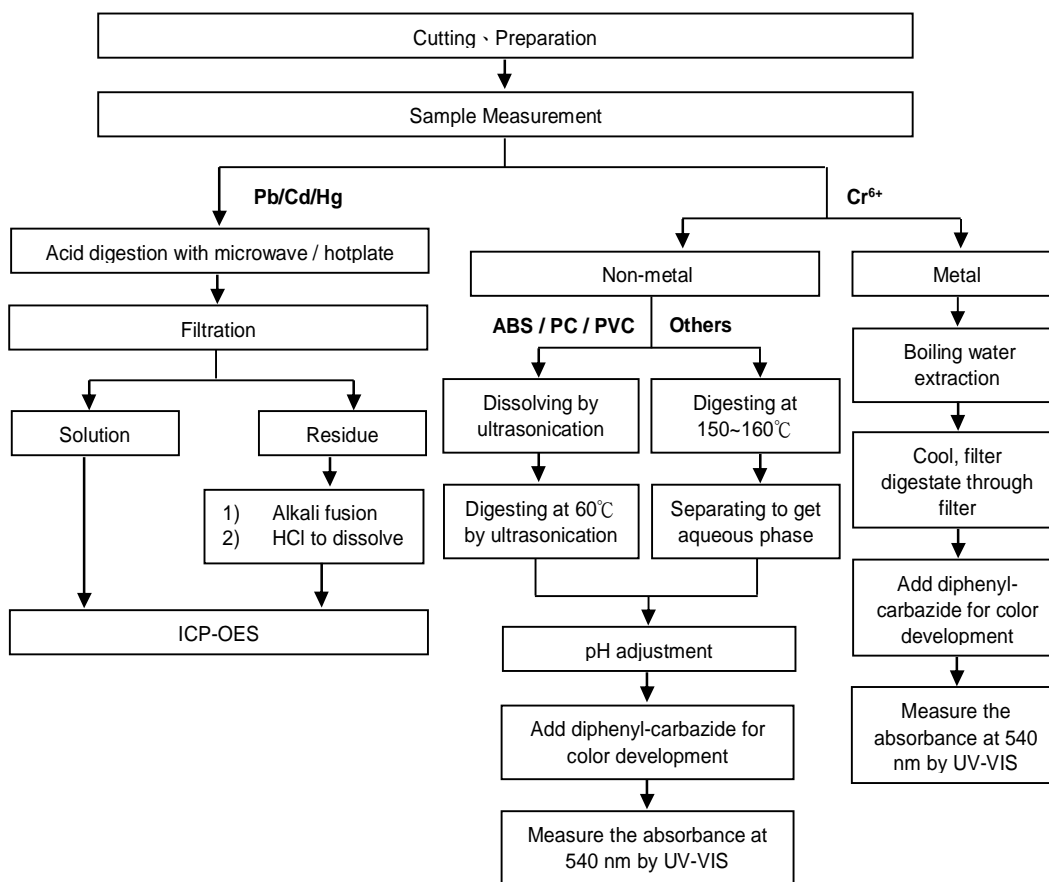 Cutting、Preparation
Sample Measurement
Pb/Cd/Hg
Cr⁶⁺
Acid digestion with microwave / hotplate
Filtration
Solution
Residue
1) Alkali fusion
2) HCl to dissolve
ICP-OES
Non-metal
ABS / PC / PVC
Others
Dissolving by
ultrasonication
Digesting at 60℃
by ultrasonication
Digesting at
150~160℃
Separating to get
aqueous phase
pH adjustment
Add diphenyl-carbazide for
color development
Measure the absorbance at
540 nm by UV-VIS
Metal
Boiling water
extraction
Cool, filter
digestate through
filter
Add diphenyl-
carbazide for color
development
Measure the
absorbance at 540
nm by UV-VIS